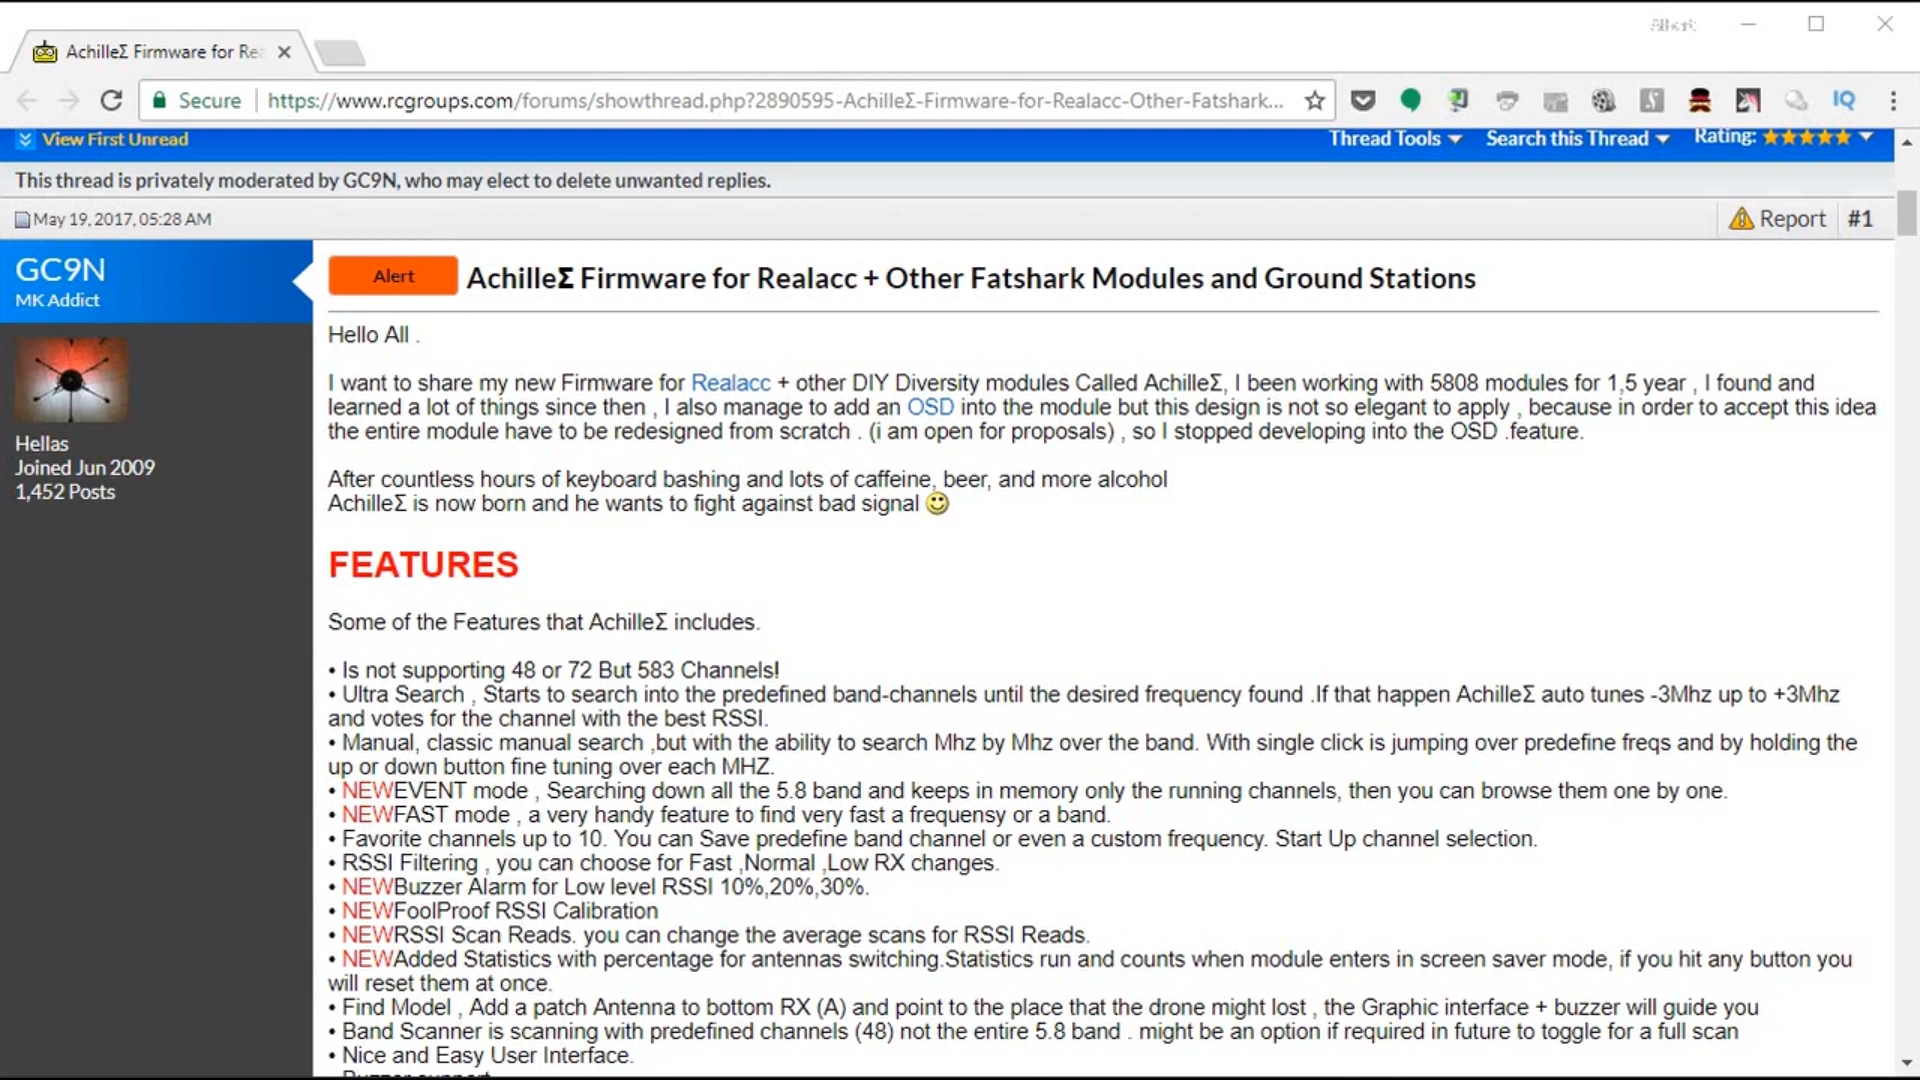 AchilleΣ Firmware for Rea
Secure https://www.rcgroups.com/forums/showthread.php?2890595-AchilleΣ-Firmware-for-Realacc-Other-Fatshark...
IQ
View First Unread Thread Tools Search this Thread Rating:
This thread is privately moderated by GC9N, who may elect to delete unwanted replies.
May 19, 2017, 05:28 AM Report #1
GC9N
MK Addict
Hellas
Joined Jun 2009
1,452 Posts
Alert AchilleΣ Firmware for Realacc + Other Fatshark Modules and Ground Stations
Hello All .
I want to share my new Firmware for Realacc + other DIY Diversity modules Called AchilleΣ, I been working with 5808 modules for 1,5 year , I found and
learned a lot of things since then , I also manage to add an OSD into the module but this design is not so elegant to apply , because in order to accept this idea
the entire module have to be redesigned from scratch . (i am open for proposals) , so I stopped developing into the OSD .feature.
After countless hours of keyboard bashing and lots of caffeine, beer, and more alcohol
AchilleΣ is now born and he wants to fight against bad signal
FEATURES
Some of the Features that AchilleΣ includes.
• Is not supporting 48 or 72 But 583 Channels!
• Ultra Search , Starts to search into the predefined band-channels until the desired frequency found .If that happen AchilleΣ auto tunes -3Mhz up to +3Mhz
and votes for the channel with the best RSSI.
• Manual, classic manual search ,but with the ability to search Mhz by Mhz over the band. With single click is jumping over predefine freqs and by holding the
up or down button fine tuning over each MHZ.
• NEWEVENT mode , Searching down all the 5.8 band and keeps in memory only the running channels, then you can browse them one by one.
• NEWFAST mode , a very handy feature to find very fast a frequensy or a band.
• Favorite channels up to 10. You can Save predefine band channel or even a custom frequency. Start Up channel selection.
• RSSI Filtering , you can choose for Fast ,Normal ,Low RX changes.
• NEWBuzzer Alarm for Low level RSSI 10%,20%,30%.
• NEWFoolProof RSSI Calibration
• NEWRSSI Scan Reads. you can change the average scans for RSSI Reads.
• NEWAdded Statistics with percentage for antennas switching.Statistics run and counts when module enters in screen saver mode, if you hit any button you
will reset them at once.
• Find Model , Add a patch Antenna to bottom RX (A) and point to the place that the drone might lost , the Graphic interface + buzzer will guide you
• Band Scanner is scanning with predefined channels (48) not the entire 5.8 band . might be an option if required in future to toggle for a full scan
• Nice and Easy User Interface.